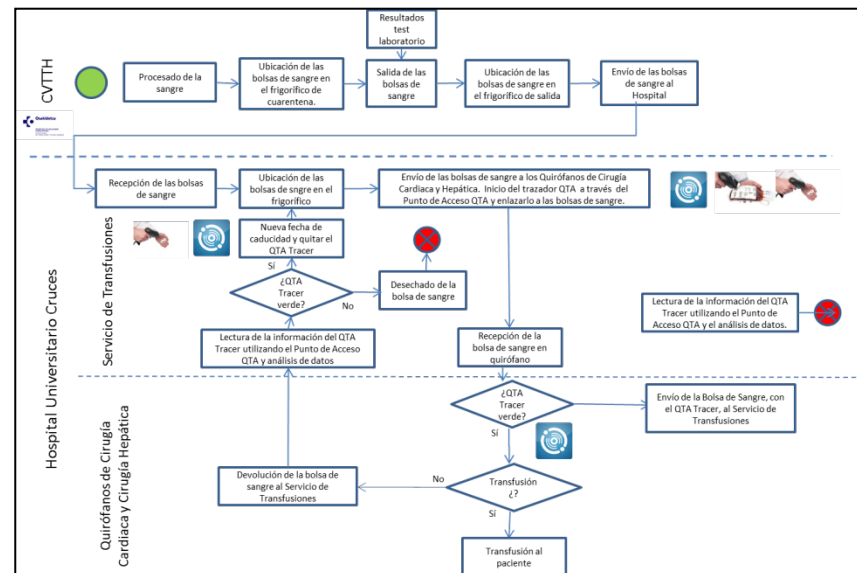 Resultados
test
laboratorio
CVTTH
Procesado de la
sangre
Ubicación de las
bolsas de sangre en
el frigorífico de
cuarentena.
Salida de las
bolsas de
sangre
Ubicación de las
bolsas de sangre en
el frigorífico de salida
Envío de las bolsas
de sangre al
Hospital
Osakidetza
Hospital Universitario Cruces
Servicio de Transfusiones
Recepción de las bolsas
de sangre
Ubicación de las
bolsas de sngre en el
frigorífico
Envío de las bolsas de sangre a los Quirófanos de Cirugía
Cardiaca y Hepática. Inicio del trazador QTA a través del
Punto de Acceso QTA y enlazarlo a las bolsas de sangre.
Nueva fecha de
caducidad y quitar el
QTA Tracer
Sí
¿QTA
Tracer
verde?
No
Desechado de la
bolsa de sangre
Lectura de la información del QTA
Tracer utilizando el Punto de
Acceso QTA y el análisis de datos.
Lectura de la información del QTA
Tracer utilizando el Punto de Acceso
QTA y análisis de datos
Recepción de la
bolsa de sangre en
quirófano
Quirófanos de Cirugía
Cardiaca y Cirugía Hepática
¿QTA
Tracer
verde?
Envío de la Bolsa de Sangre, con
el QTA Tracer, al Servicio de
Transfusiones
Sí
Devolución de la bolsa de
sangre al Servicio de
Transfusiones
No
Transfusión
¿?
Sí
Transfusión al
paciente